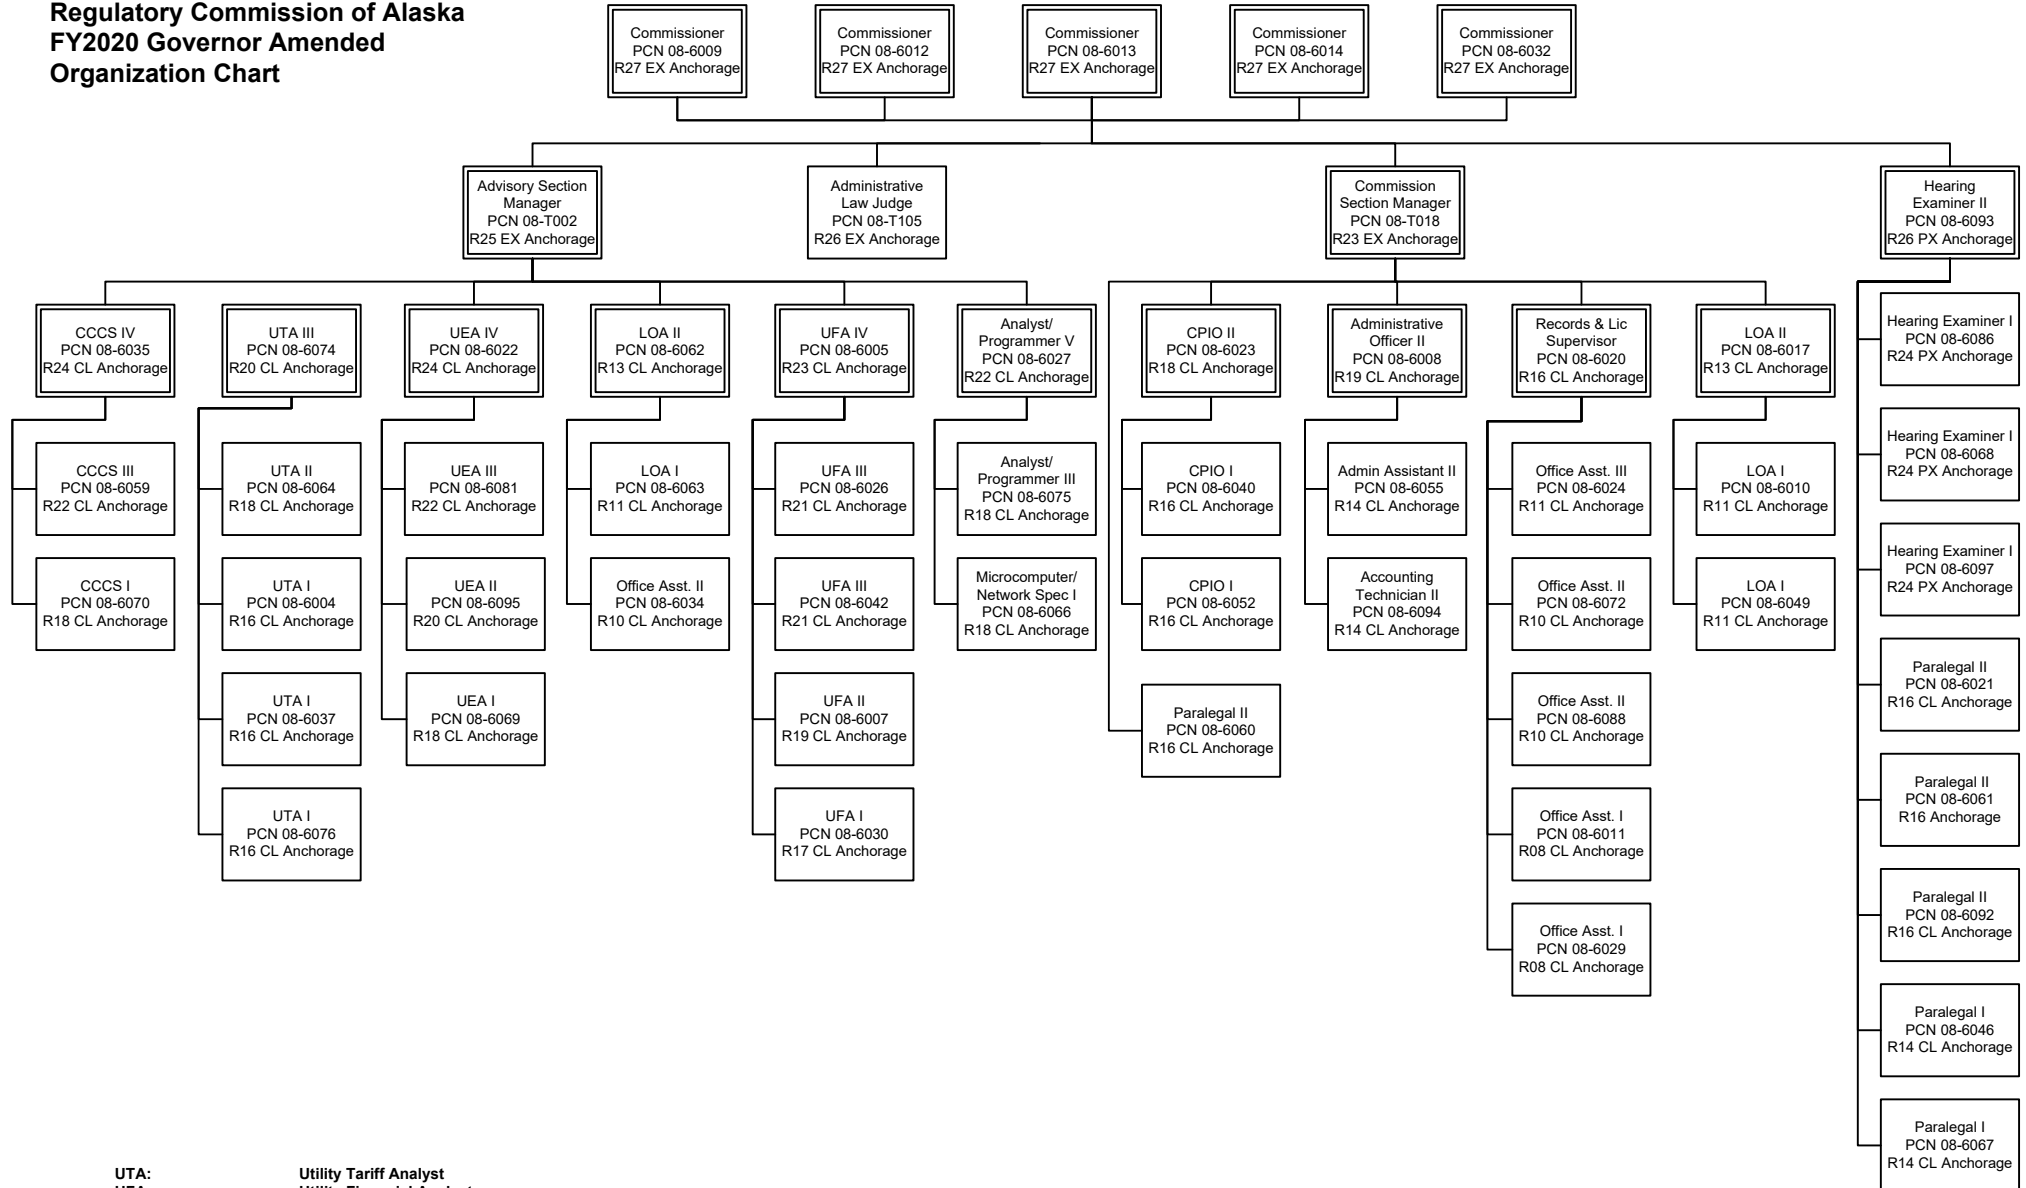 Regulatory Commission of Alaska
FY2020 Governor Amended
Organization Chart
Commissioner
PCN 08-6009
R27 EX Anchorage
Commissioner
PCN 08-6012
R27 EX Anchorage
Commissioner
PCN 08-6013
R27 EX Anchorage
Commissioner
PCN 08-6014
R27 EX Anchorage
Commissioner
PCN 08-6032
R27 EX Anchorage
Advisory Section
Manager
PCN 08-T002
R25 EX Anchorage
Administrative
Law Judge
PCN 08-T105
R26 EX Anchorage
Commission
Section Manager
PCN 08-T018
R23 EX Anchorage
Hearing
Examiner II
PCN 08-6093
R26 PX Anchorage
CCCS IV
PCN 08-6035
R24 CL Anchorage
UTA III
PCN 08-6074
R20 CL Anchorage
UEA IV
PCN 08-6022
R24 CL Anchorage
LOA II
PCN 08-6062
R13 CL Anchorage
UFA IV
PCN 08-6005
R23 CL Anchorage
Analyst/
Programmer V
PCN 08-6027
R22 CL Anchorage
CPIO II
PCN 08-6023
R18 CL Anchorage
Administrative
Officer II
PCN 08-6008
R19 CL Anchorage
Records & Lic
Supervisor
PCN 08-6020
R16 CL Anchorage
LOA II
PCN 08-6017
R13 CL Anchorage
Hearing Examiner I
PCN 08-6086
R24 PX Anchorage
CCCS III
PCN 08-6059
R22 CL Anchorage
UTA II
PCN 08-6064
R18 CL Anchorage
UEA III
PCN 08-6081
R22 CL Anchorage
LOA I
PCN 08-6063
R11 CL Anchorage
UFA III
PCN 08-6026
R21 CL Anchorage
Analyst/
Programmer III
PCN 08-6075
R18 CL Anchorage
CPIO I
PCN 08-6040
R16 CL Anchorage
Admin Assistant II
PCN 08-6055
R14 CL Anchorage
Office Asst. III
PCN 08-6024
R11 CL Anchorage
LOA I
PCN 08-6010
R11 CL Anchorage
Hearing Examiner I
PCN 08-6068
R24 PX Anchorage
CCCS I
PCN 08-6070
R18 CL Anchorage
UTA I
PCN 08-6004
R16 CL Anchorage
UEA II
PCN 08-6095
R20 CL Anchorage
Office Asst. II
PCN 08-6034
R10 CL Anchorage
UFA III
PCN 08-6042
R21 CL Anchorage
Microcomputer/
Network Spec I
PCN 08-6066
R18 CL Anchorage
CPIO I
PCN 08-6052
R16 CL Anchorage
Accounting
Technician II
PCN 08-6094
R14 CL Anchorage
Office Asst. II
PCN 08-6072
R10 CL Anchorage
LOA I
PCN 08-6049
R11 CL Anchorage
Hearing Examiner I
PCN 08-6097
R24 PX Anchorage
UTA I
PCN 08-6037
R16 CL Anchorage
UEA I
PCN 08-6069
R18 CL Anchorage
UFA II
PCN 08-6007
R19 CL Anchorage
Paralegal II
PCN 08-6060
R16 CL Anchorage
Office Asst. II
PCN 08-6088
R10 CL Anchorage
Paralegal II
PCN 08-6021
R16 CL Anchorage
UTA I
PCN 08-6076
R16 CL Anchorage
UFA I
PCN 08-6030
R17 CL Anchorage
Office Asst. I
PCN 08-6011
R08 CL Anchorage
Paralegal II
PCN 08-6061
R16 Anchorage
Office Asst. I
PCN 08-6029
R08 CL Anchorage
Paralegal II
PCN 08-6092
R16 CL Anchorage
Paralegal I
PCN 08-6046
R14 CL Anchorage
Paralegal I
PCN 08-6067
R14 CL Anchorage
UTA: Utility Tariff Analyst